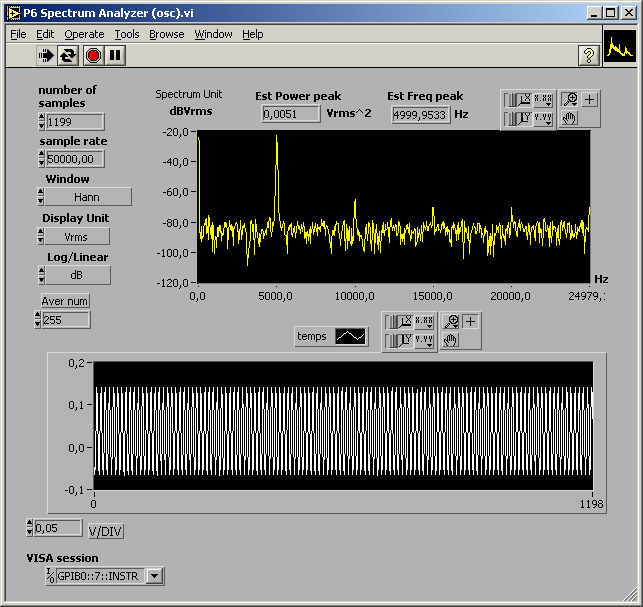 P6 Spectrum Analyzer (osc).vi
File Edit Operate Tools Browse Window Help
number of
samples
1199
sample rate
50000,00
Window
Hann
Display Unit
Vrms
Log/Linear
dB
Aver num
255
Spectrum Unit
dBVrms
Est Power peak
0,0051 Vrms^2
Est Freq peak
4999,9533 Hz
X X.XX
Y Y.YY
-20,0
-40,0
-60,0
-80,0
-100,0
-120,0
Hz
0,0 5000,0 10000,0 15000,0 20000,0 24979,
temps
X X.XX
Y Y.YY
0,2
0,1
0,0
-0,1
0 1198
0,05 V/DIV
VISA session
I/O GPIB0::7::INSTR